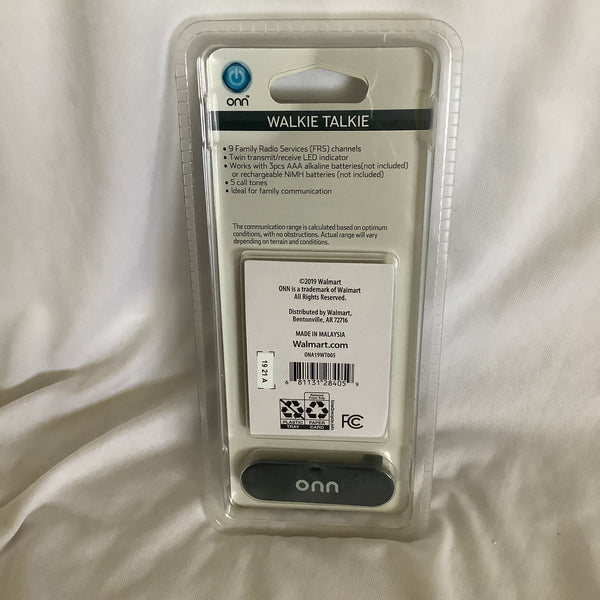 onn™
WALKIE TALKIE
• 9 Family Radio Services (FRS) channels
• Twin transmit/receive LED indicator
• Works with 3pcs AAA alkaline batteries(not included)
or rechargeable NiMH batteries (not included)
• 5 call tones
• Ideal for family communication
The communication range is calculated based on optimum
conditions, with no obstructions. Actual range will vary
depending on terrain and conditions.
©2019 Walmart
ONN is a trademark of Walmart
All Rights Reserved.
Distributed by Walmart,
Bentonville, AR 72716
MADE IN MALAYSIA
Walmart.com
ONA19WT005
19 21 A
6 81131 28405 9
PLASTIC
TRAY
PAPER
CARD
FC
onn